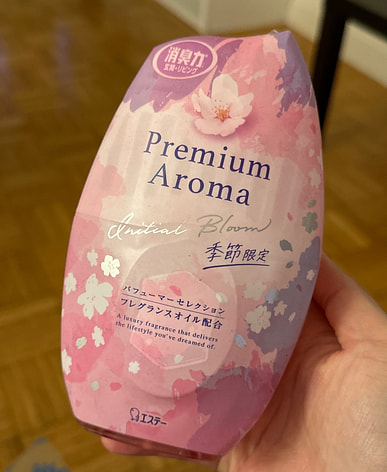 消臭力
玄関・リビング
Premium
Aroma
Initial Bloom
季節限定
パフューマーセレクション
フレグランスオイル配合
A luxury fragrance that delivers
the lifestyle you've dreamed of.
エステー